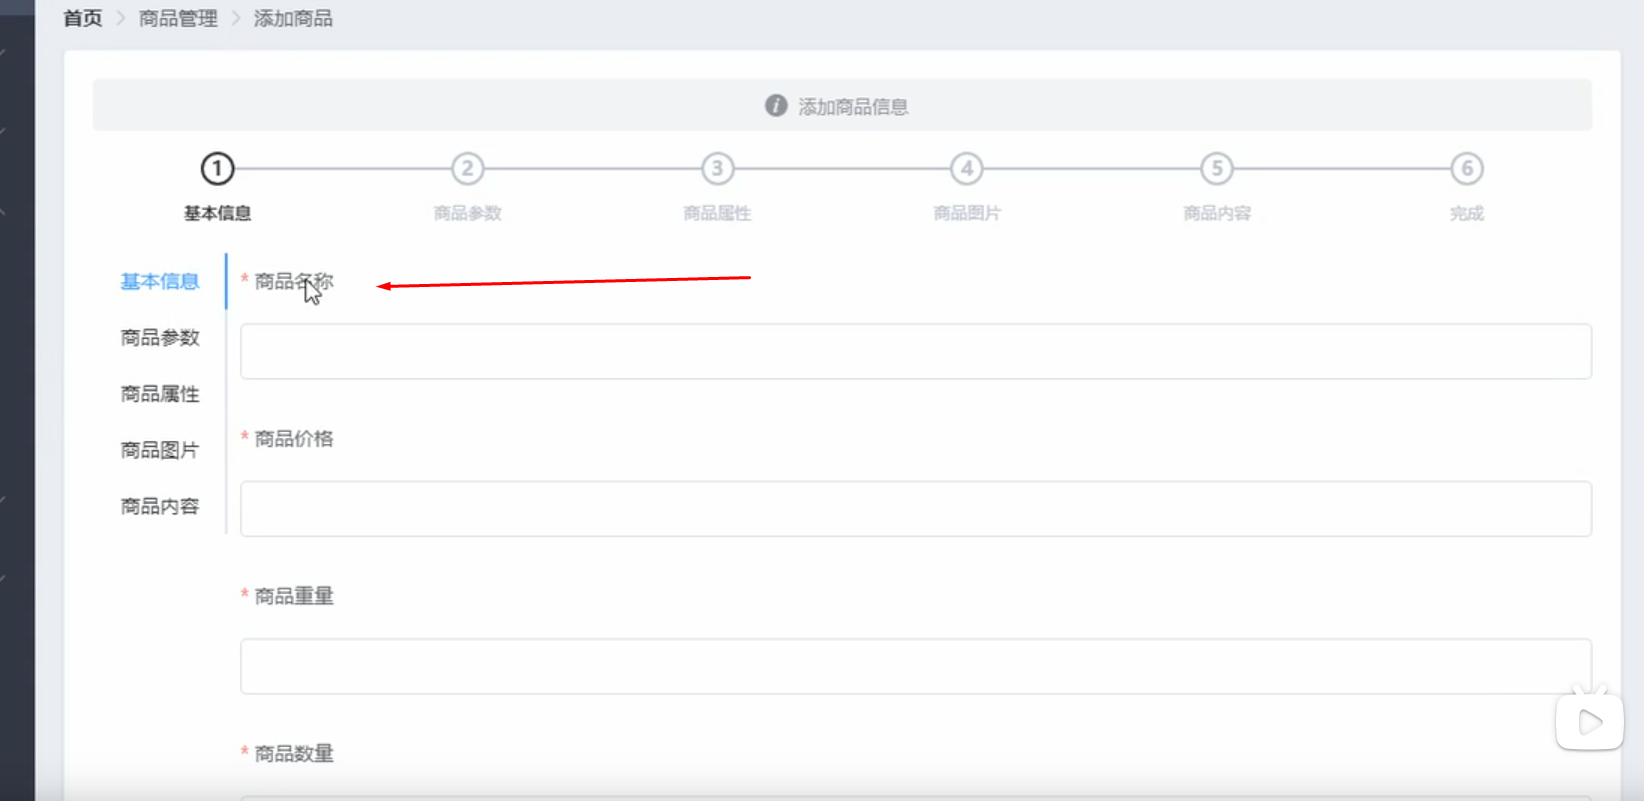 首页 > 商品管理 > 添加商品
i 添加商品信息
1 2 3 4 5 6
基本信息 商品参数 商品属性 商品图片 商品内容 完成
基本信息
商品参数
商品属性
商品图片
商品内容
* 商品名称
* 商品价格
* 商品重量
* 商品数量